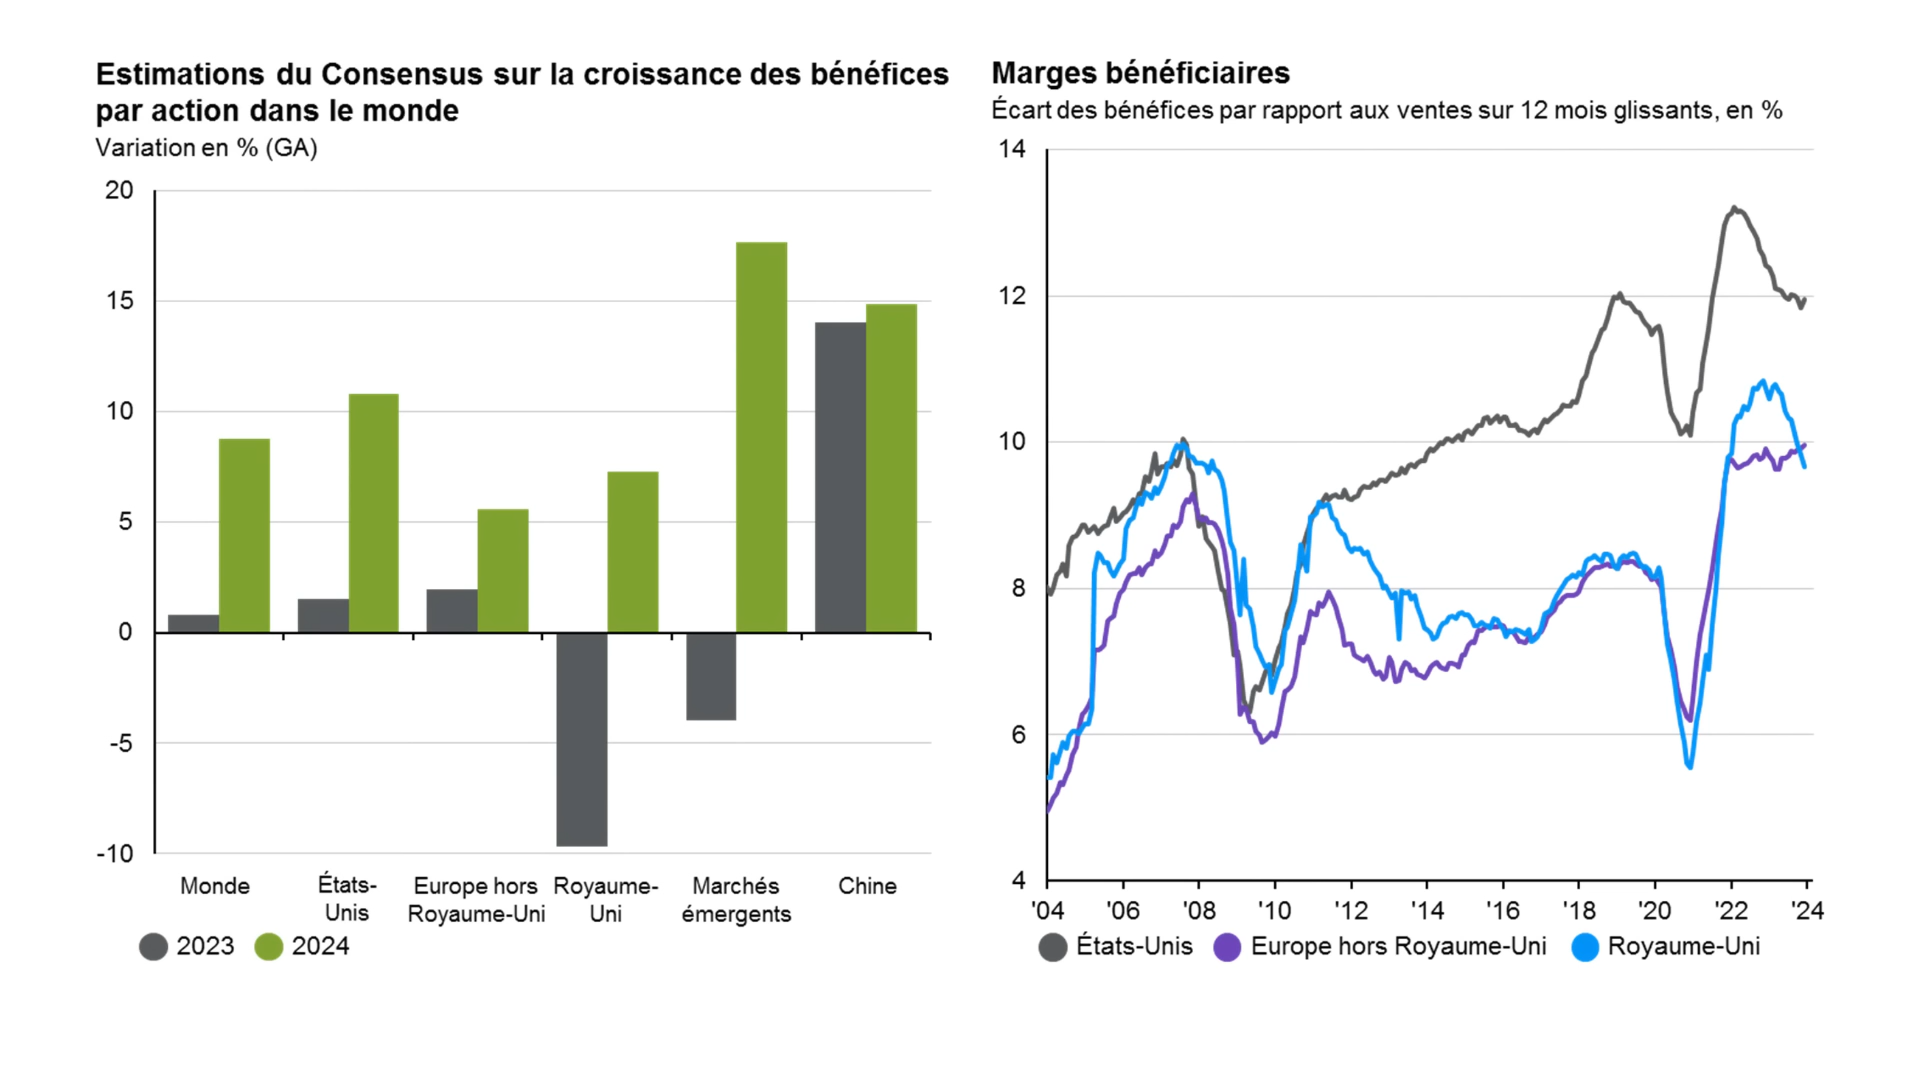 Estimations du Consensus sur la croissance des bénéfices
par action dans le monde
Variation en % (GA)
20
15
10
5
0
-5
-10
Monde
États-
Unis
Europe hors
Royaume-Uni
Royaume-
Uni
Marchés
émergents
Chine
2023
2024
Marges bénéficiaires
Écart des bénéfices par rapport aux ventes sur 12 mois glissants, en %
14
12
10
8
6
4
'04 '06 '08 '10 '12 '14 '16 '18 '20 '22 '24
États-Unis
Europe hors Royaume-Uni
Royaume-Uni